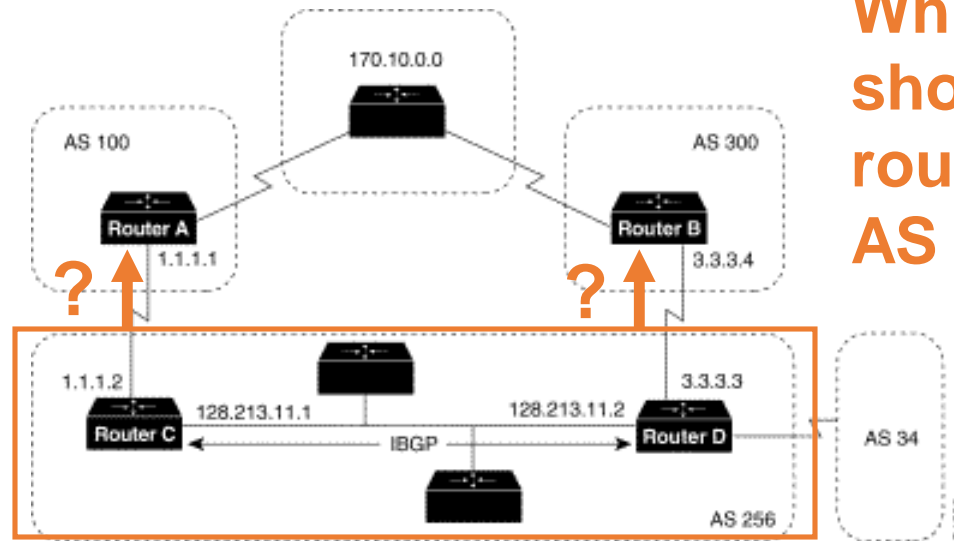 170.10.0.0
AS 100
AS 300
Router A
Router B
1.1.1.1
3.3.3.4
?
?
1.1.1.2
3.3.3.3
128.213.11.1
128.213.11.2
Router C
IBGP
Router D
AS 34
AS 256
AS